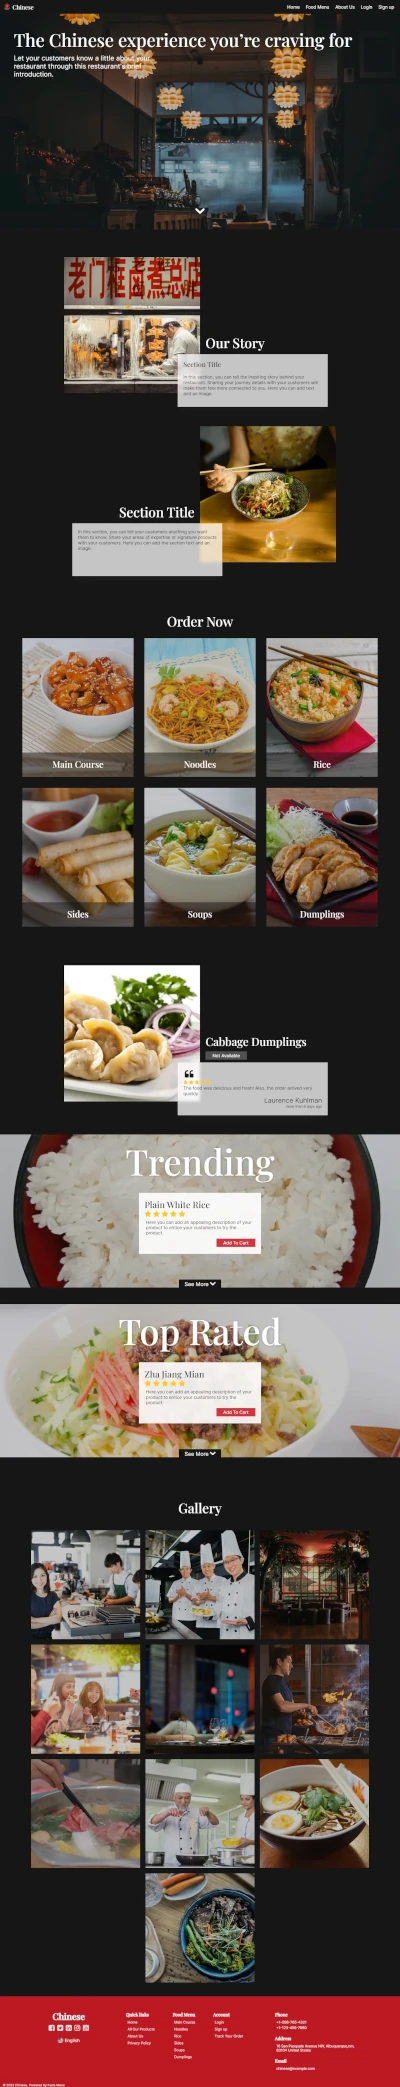 Chinese
Home Food Menu About Us Login Sign up
The Chinese experience you're craving for
Let your customers know a little about your
restaurant through this restaurant's brief
introduction.
老门框卤煮总店
Our Story
Section Title
In this section, you can tell the inspiring story behind your
restaurant. Sharing your journey details with your customers will
make them feel more connected to you. Here you can add text
and an image.
Section Title
In this section, you can tell your customers anything you want
them to know. Share your areas of expertise or signature products
with your customers. Here you can add the section text and an
image.
Order Now
Main Course
Noodles
Rice
Sides
Soups
Dumplings
Cabbage Dumplings
Not Available
The food was delicious and fresh! Also, the order arrived very
quickly.
Laurence Kuhlman
Trending
Plain White Rice
Here you can add an appealing description of your
product to entice your customers to try the
product.
Add To Cart
See More
Top Rated
Zha Jiang Mian
Here you can add an appealing description of your
product to entice your customers to try the
product.
Add To Cart
See More
Gallery
Chinese
English
Quick links
Home
All Our Products
About Us
Privacy Policy
Food Menu
Main Course
Noodles
Rice
Sides
Soups
Dumplings
Account
Login
Sign up
Track Your Order
Phone
Address
Email
chinese@example.com